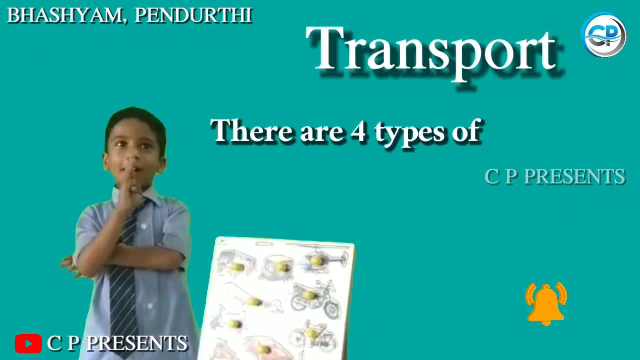 BHASHYAM, PENDURTHI
CP
Transport
There are 4 types of
C P PRESENTS
C P PRESENTS